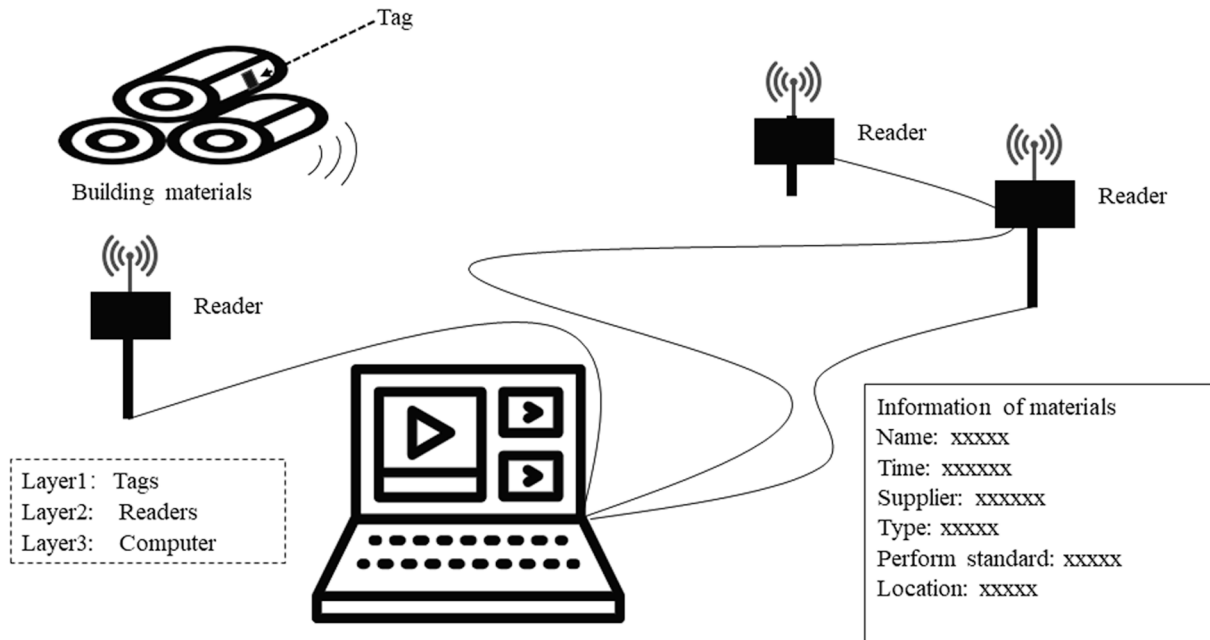 Tag
Building materials
Reader
Reader
Reader
Layer1: Tags
Layer2: Readers
Layer3: Computer
Information of materials
Name: xxxxx
Time: xxxxxx
Supplier: xxxxxx
Type: xxxxx
Perform standard: xxxxx
Location: xxxxx